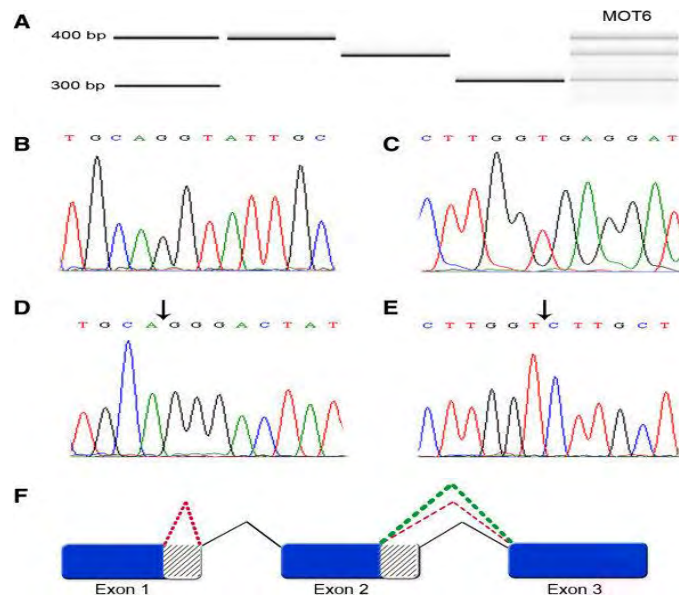 A
MOT6
400 bp
300 bp
B
T G C A G G T A T T G C
C
C T T G G T G A G G A T
D
T G C A G G G A C T A T
E
C T T G G T C T T G C T
F
Exon 1
Exon 2
Exon 3